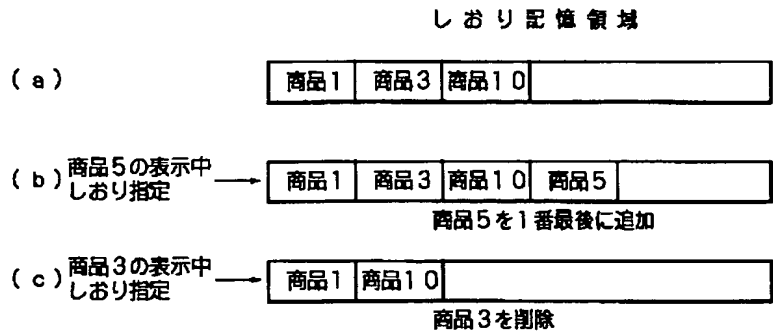 しおり記憶領域
(a) 商品1 商品3 商品10
(b) 商品5の表示中
しおり指定
商品1 商品3 商品10 商品5
商品5を1番最後に追加
(c) 商品3の表示中
しおり指定
商品1 商品10
商品3を削除